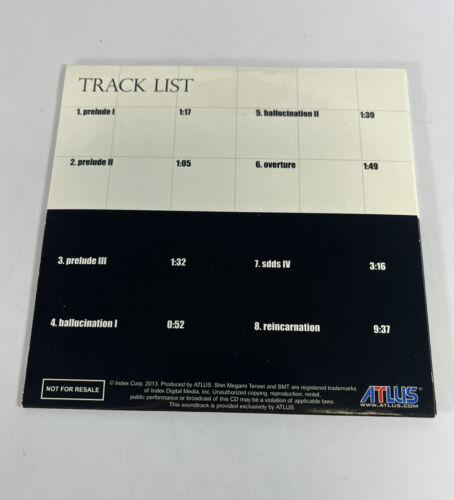 TRACK LIST
1. prelude I 1:17
5. hallucination II 1:39
2. prelude II 1:05
6. overture 1:49
3. prelude III 1:32
7. sdds IV 3:16
4. hallucination I 0:52
8. reincarnation 9:37
NOT FOR RESALE
© Index Corp. 2013. Produced by ATLUS. Shin Megami Tensei and SMT are registered trademarks
of Index Digital Media, Inc. Unauthorized copying, reproduction, rental,
public performance or broadcast of this CD may be a violation of applicable laws.
This soundtrack is provided exclusively by ATLUS.
ATLUS®
WWW.ATLUS.COM